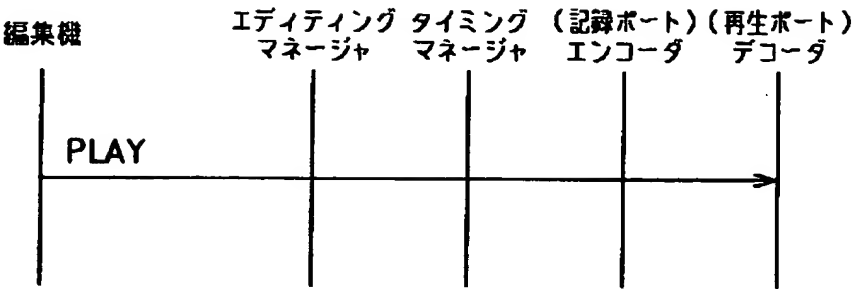 編集機
エディティング
マネージャ
タイミング
マネージャ
(記録ポート)
エンコーダ
(再生ポート)
デコーダ
PLAY